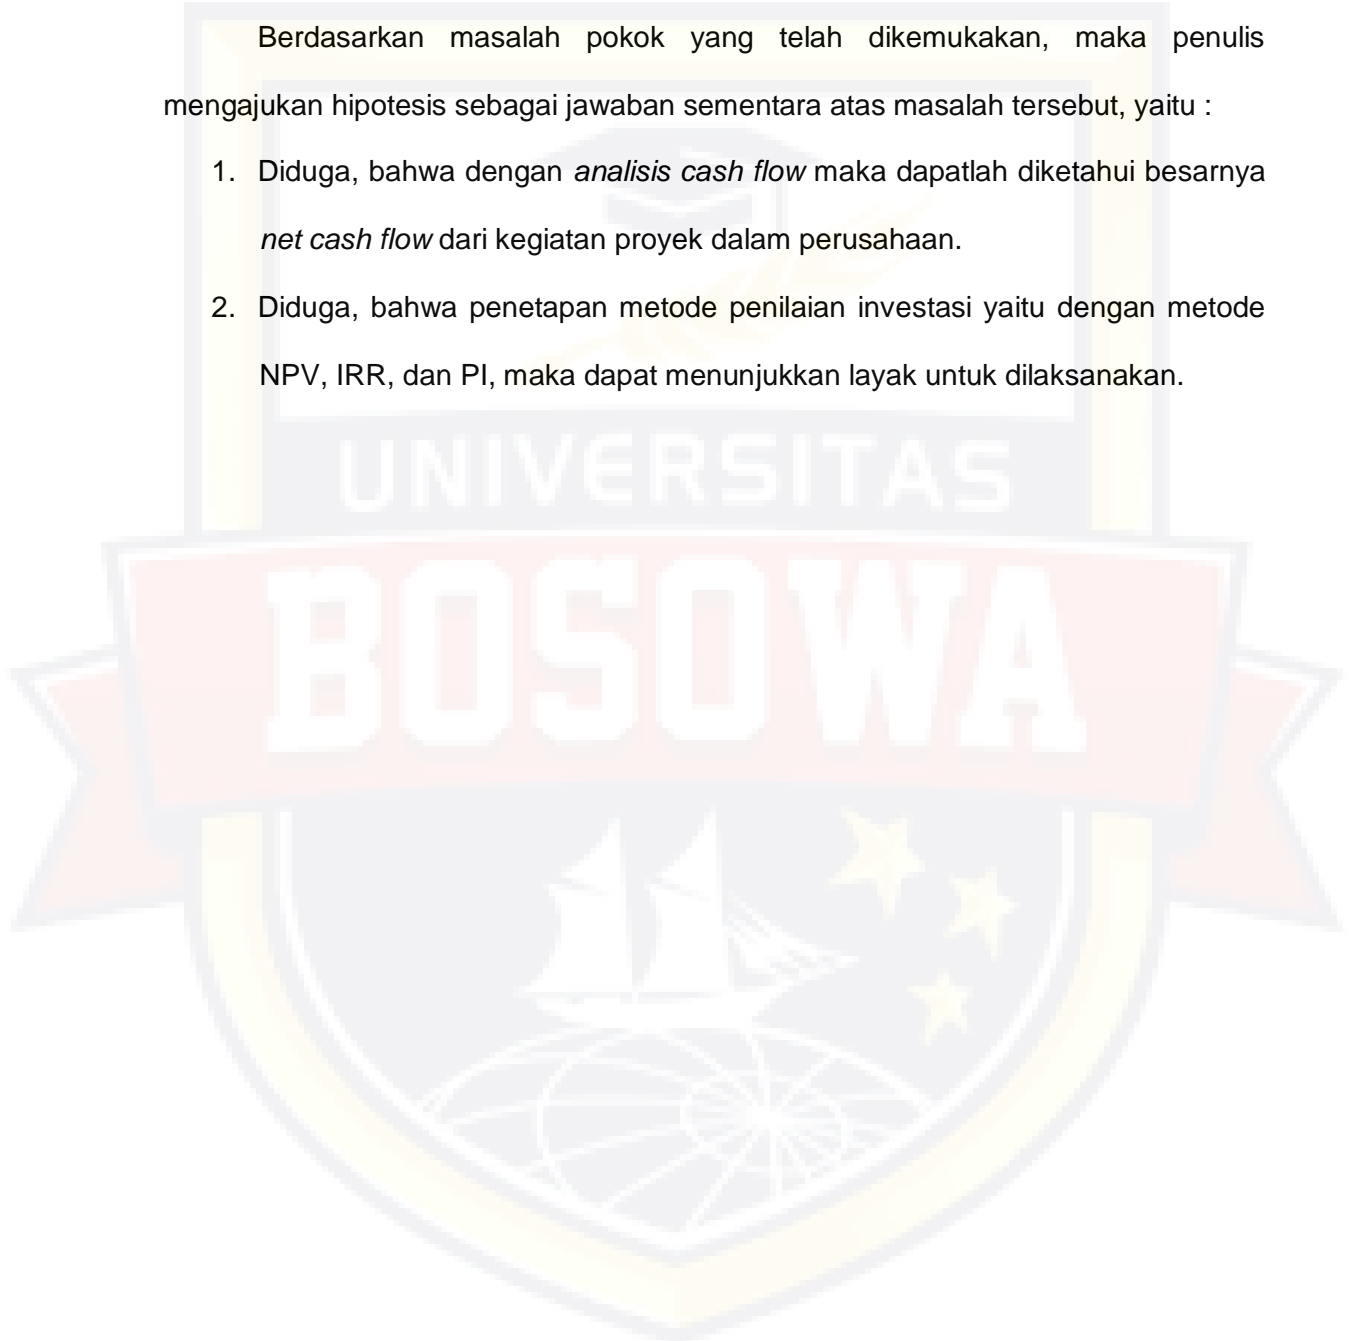 Berdasarkan masalah pokok yang telah dikemukakan, maka penulis
mengajukan hipotesis sebagai jawaban sementara atas masalah tersebut, yaitu :
1. Diduga, bahwa dengan analisis cash flow maka dapatlah diketahui besarnya
net cash flow dari kegiatan proyek dalam perusahaan.
2. Diduga, bahwa penetapan metode penilaian investasi yaitu dengan metode
NPV, IRR, dan PI, maka dapat menunjukkan layak untuk dilaksanakan.
UNIVERSITAS
BOSOWA